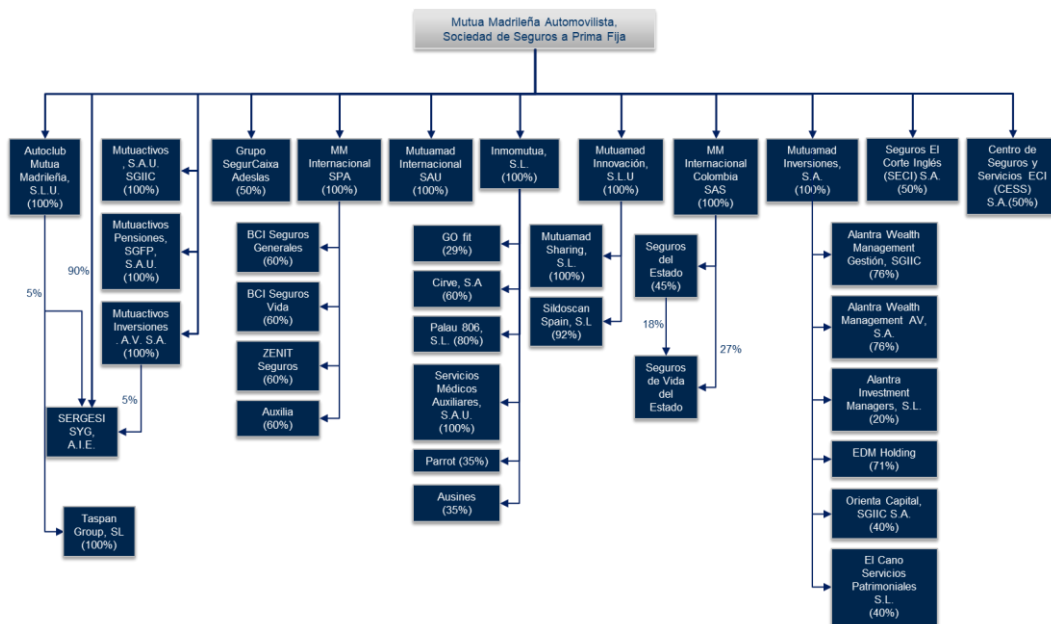 Mutua Madrileña Automovilista,
Sociedad de Seguros a Prima Fija
Autoclub
Mutua
Madrileña,
S.L.U.
(100%)
Mutuactivos
, S.A.U.
SGIIC
(100%)
Mutuactivos
Pensiones,
SGFP,
S.A.U.
(100%)
Mutuactivos
Inversiones
. A.V. S.A.
(100%)
90%
5%
5%
SERGESI
SYG,
A.I.E.
Taspan
Group, SL
(100%)
Grupo
SegurCaixa
Adeslas
(50%)
MM
Internacional
SPA
(100%)
BCI Seguros
Generales
(60%)
BCI Seguros
Vida
(60%)
ZENIT
Seguros
(60%)
Auxilia
(60%)
Mutuamad
Internacional
SAU
(100%)
Inmomutua,
S.L.
(100%)
GO fit
(29%)
Cirve, S.A
(60%)
Palau 806,
S.L. (80%)
Servicios
Médicos
Auxiliares,
S.A.U.
(100%)
Parrot (35%)
Ausines
(35%)
Mutuamad
Innovación,
S.L.U
(100%)
Mutuamad
Sharing,
S.L.
(100%)
Sildoscan
Spain, S.L
(92%)
MM
Internacional
Colombia
SAS
(100%)
Seguros
del
Estado
(45%)
18%
27%
Seguros
de Vida
del
Estado
Mutuamad
Inversiones,
S.A.
(100%)
Alantra Wealth
Management
Gestión, SGIIC
(76%)
Alantra Wealth
Management AV,
S.A.
(76%)
Alantra
Investment
Managers, S.L.
(20%)
EDM Holding
(71%)
Orienta Capital,
SGIIC S.A.
(40%)
El Cano
Servicios
Patrimoniales
S.L.
(40%)
Seguros El
Corte Inglés
(SECI) S.A.
(50%)
Centro de
Seguros y
Servicios ECI
(CESS)
S.A.(50%)